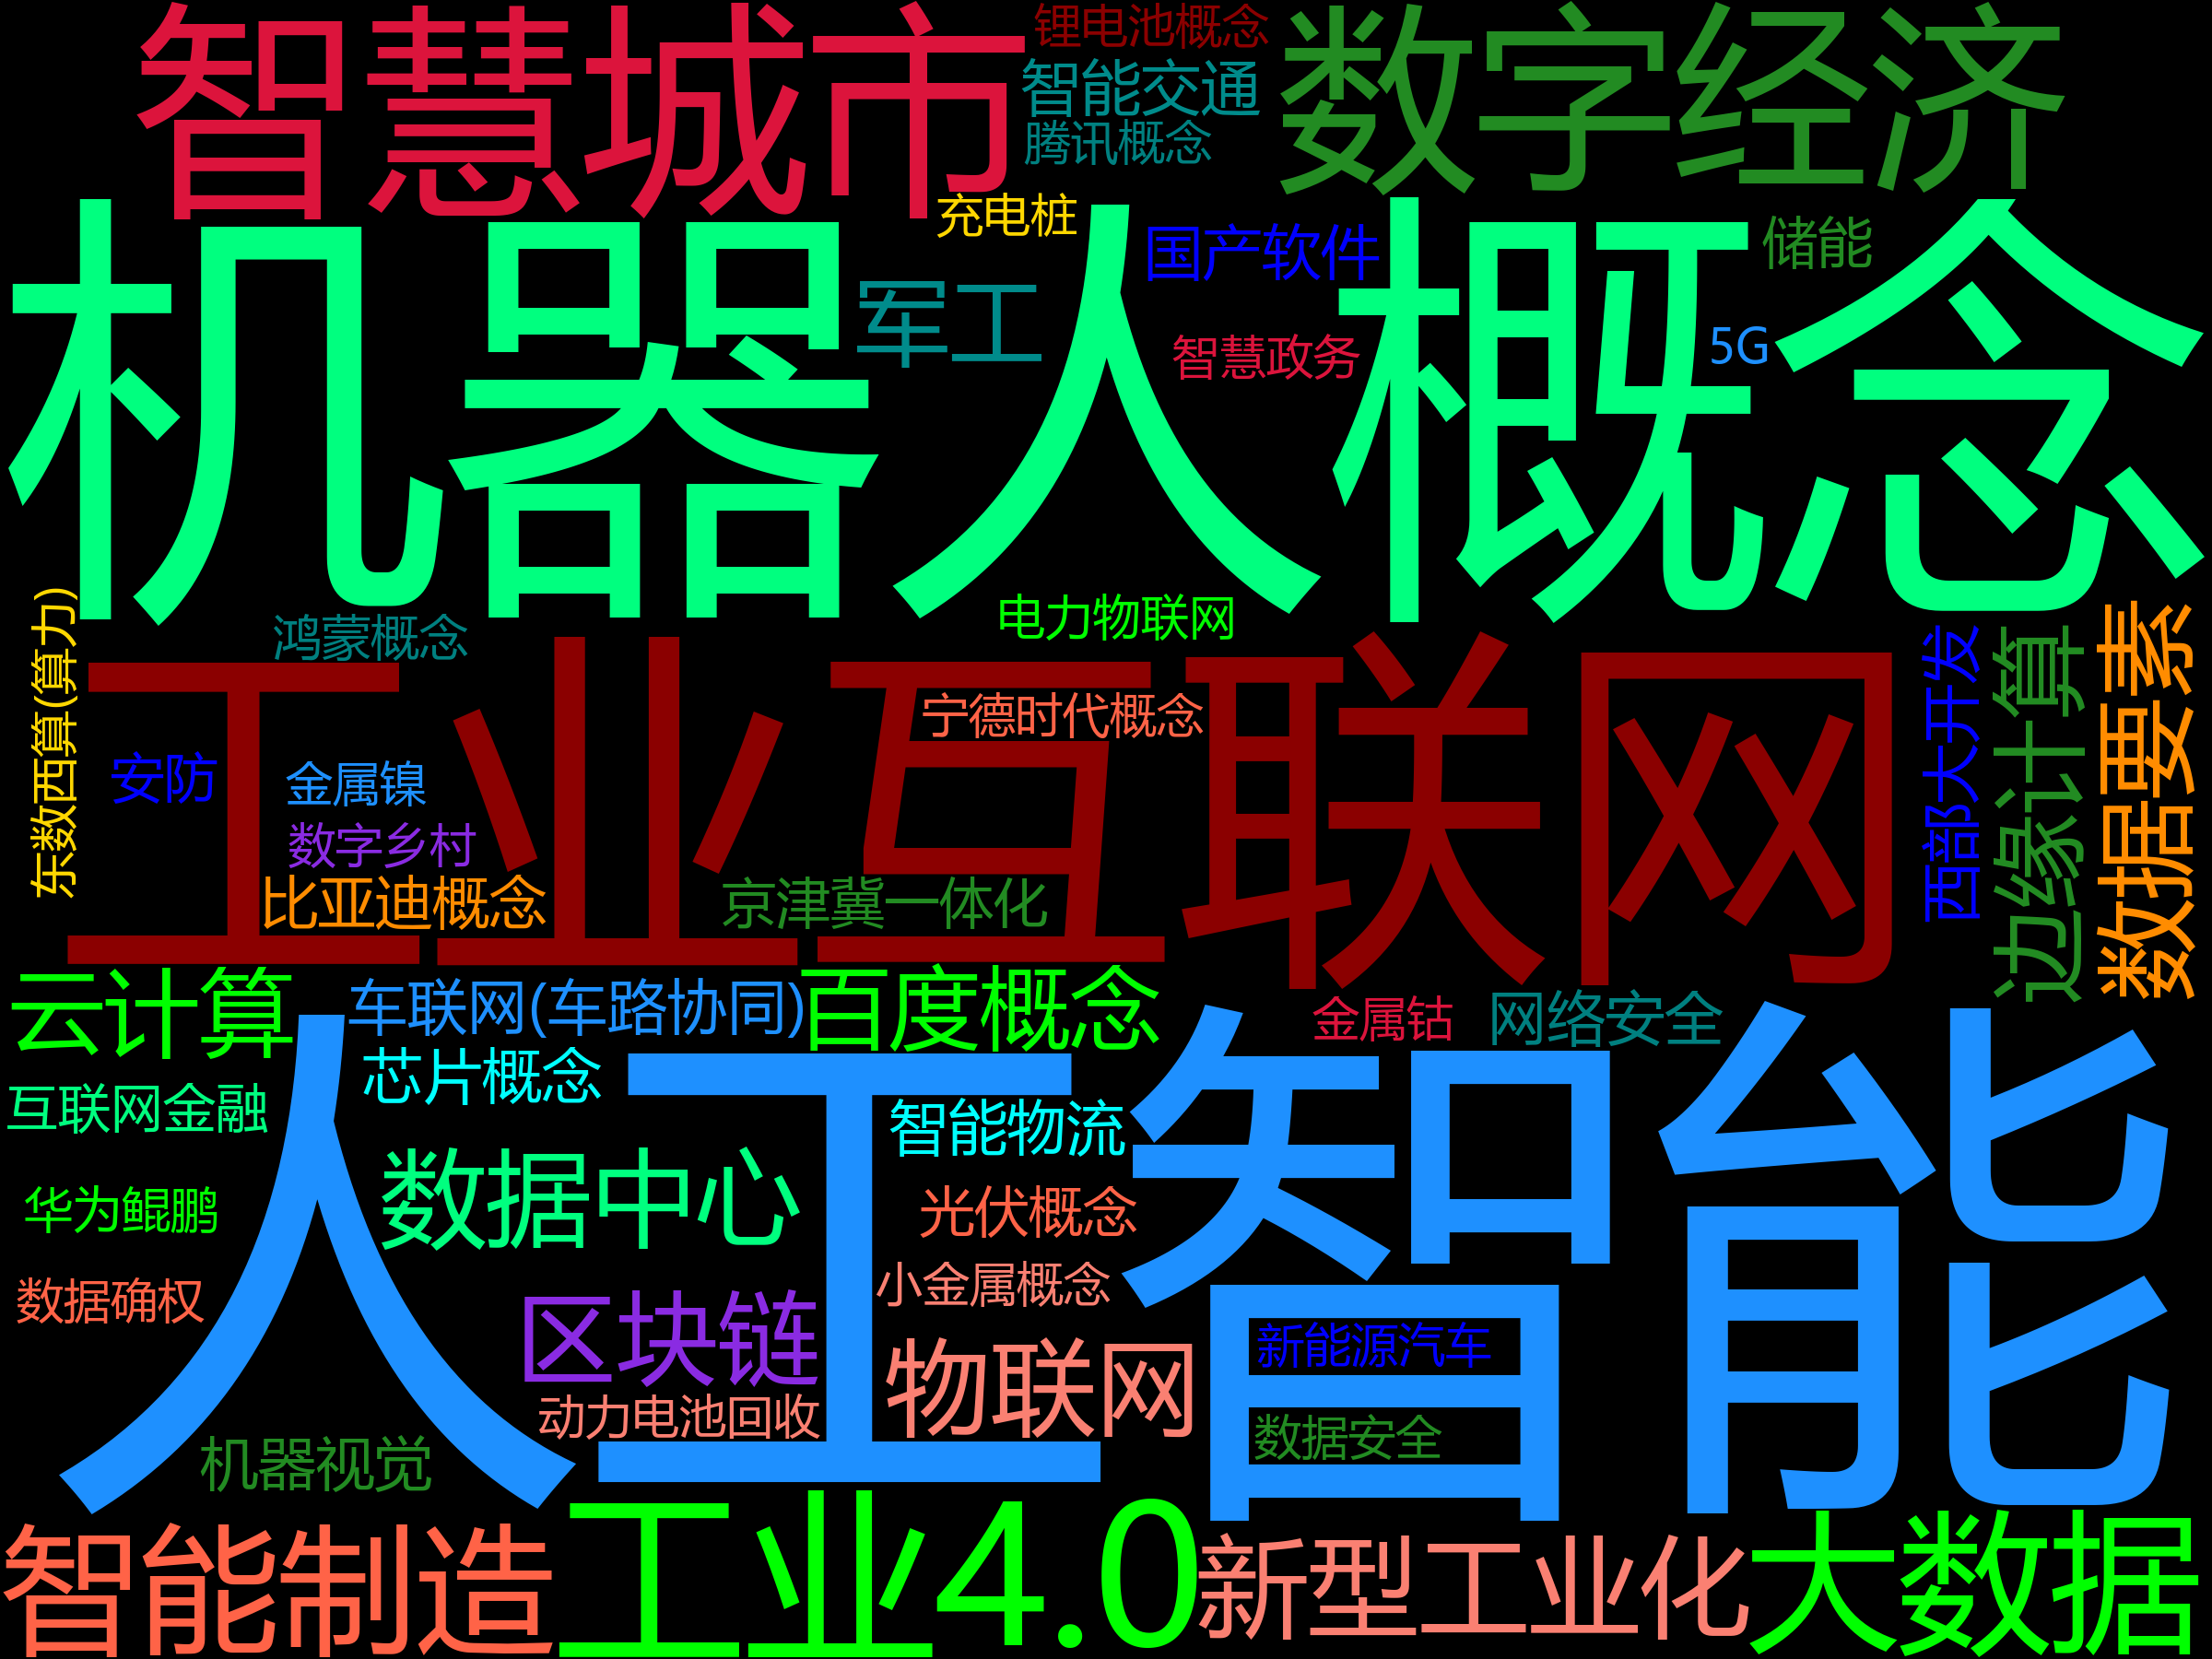 智慧城市
锂电池概念
智能交通
腾讯概念
数字经济
充电桩
国产软件
储能
机器人概念
军工
智慧政务
5G
东数西算(算力)
鸿蒙概念
电力物联网
工业互联网
宁德时代概念
西部大开发
边缘计算
数据要素
安防
金属镍
数字乡村
比亚迪概念
京津冀一体化
云计算
车联网(车路协同)
百度概念
金属钴
网络安全
人工智能
芯片概念
互联网金融
智能物流
数据中心
华为鲲鹏
光伏概念
数据确权
小金属概念
区块链
物联网
新能源汽车
动力电池回收
数据安全
机器视觉
智能制造
工业4.0
新型工业化
大数据